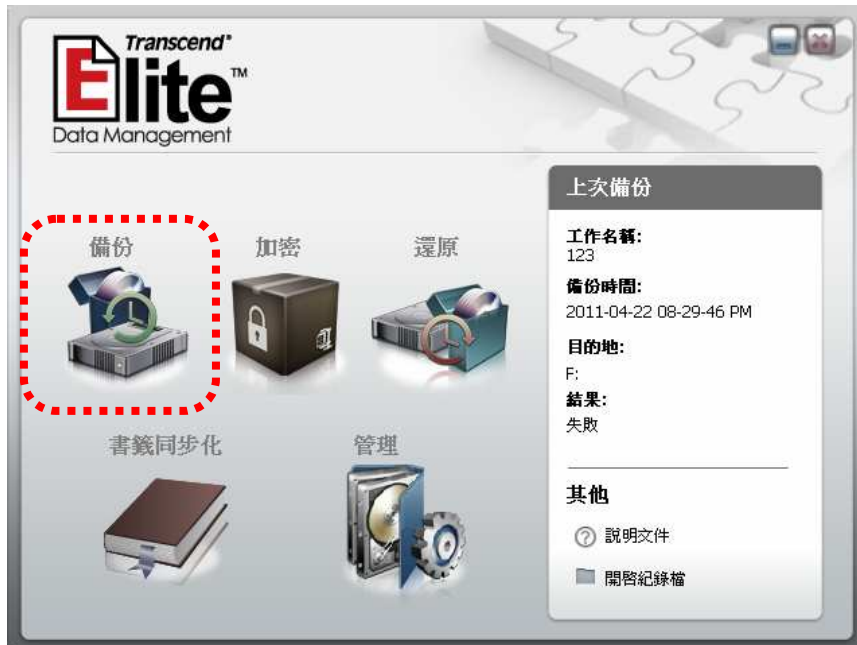 Transcend®
Elite™
Data Management
上次備份
工作名稱:
123
備份時間:
2011-04-22 08-29-46 PM
目的地:
F:
結果:
失敗
其他
說明文件
開啟紀錄檔
備份
加密
還原
書籤同步化
管理